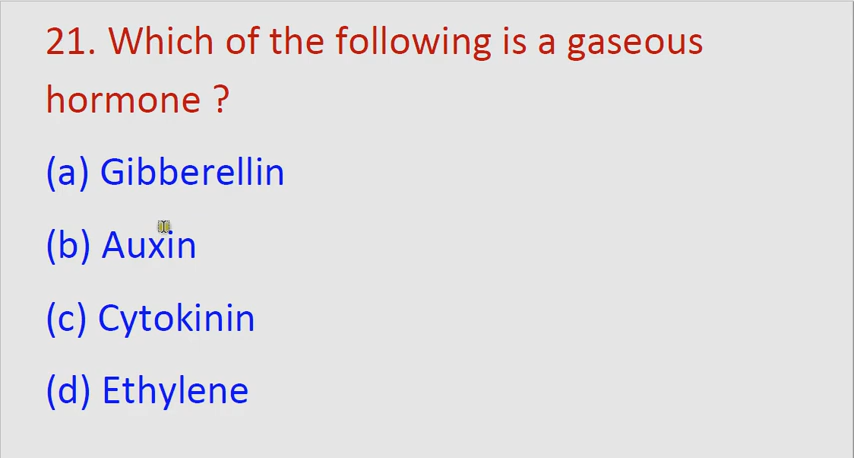 21. Which of the following is a gaseous
hormone ?
(a) Gibberellin
(b) Auxin
(c) Cytokinin
(d) Ethylene